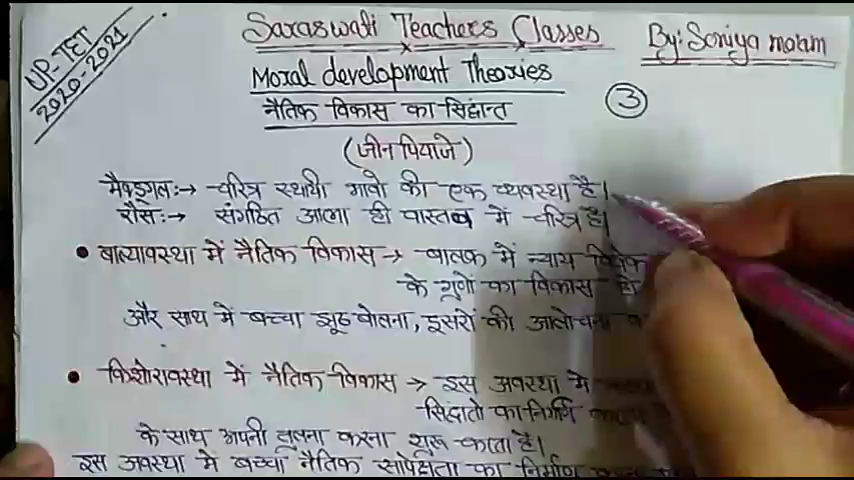 UP-TET
2020-2021
Saraswati Teachers Classes
By: Soniya mam
Moral development Theories
नैतिक विकास का सिद्धान्त
3
(जीन पियाजे)
मैक्डूगल:→ चरित्र स्थायी भावो की एक व्यवस्था है।
रौस:→ संगठित आत्मा ही वास्तव में चरित्र है।
• बाल्यावस्था में नैतिक विकास → बालक में न्याय विवेक
के गुणों का विकास
और साथ में बच्चा झूठ बोलना, दूसरों की आलोचना
• किशोरावस्था में नैतिक विकास → इस अवस्था में
सिद्धांतो का निर्माण
के साथ अपनी तुलना करना शुरू करता है।
इस अवस्था में बच्चा नैतिक सापेक्षिता का निर्माण